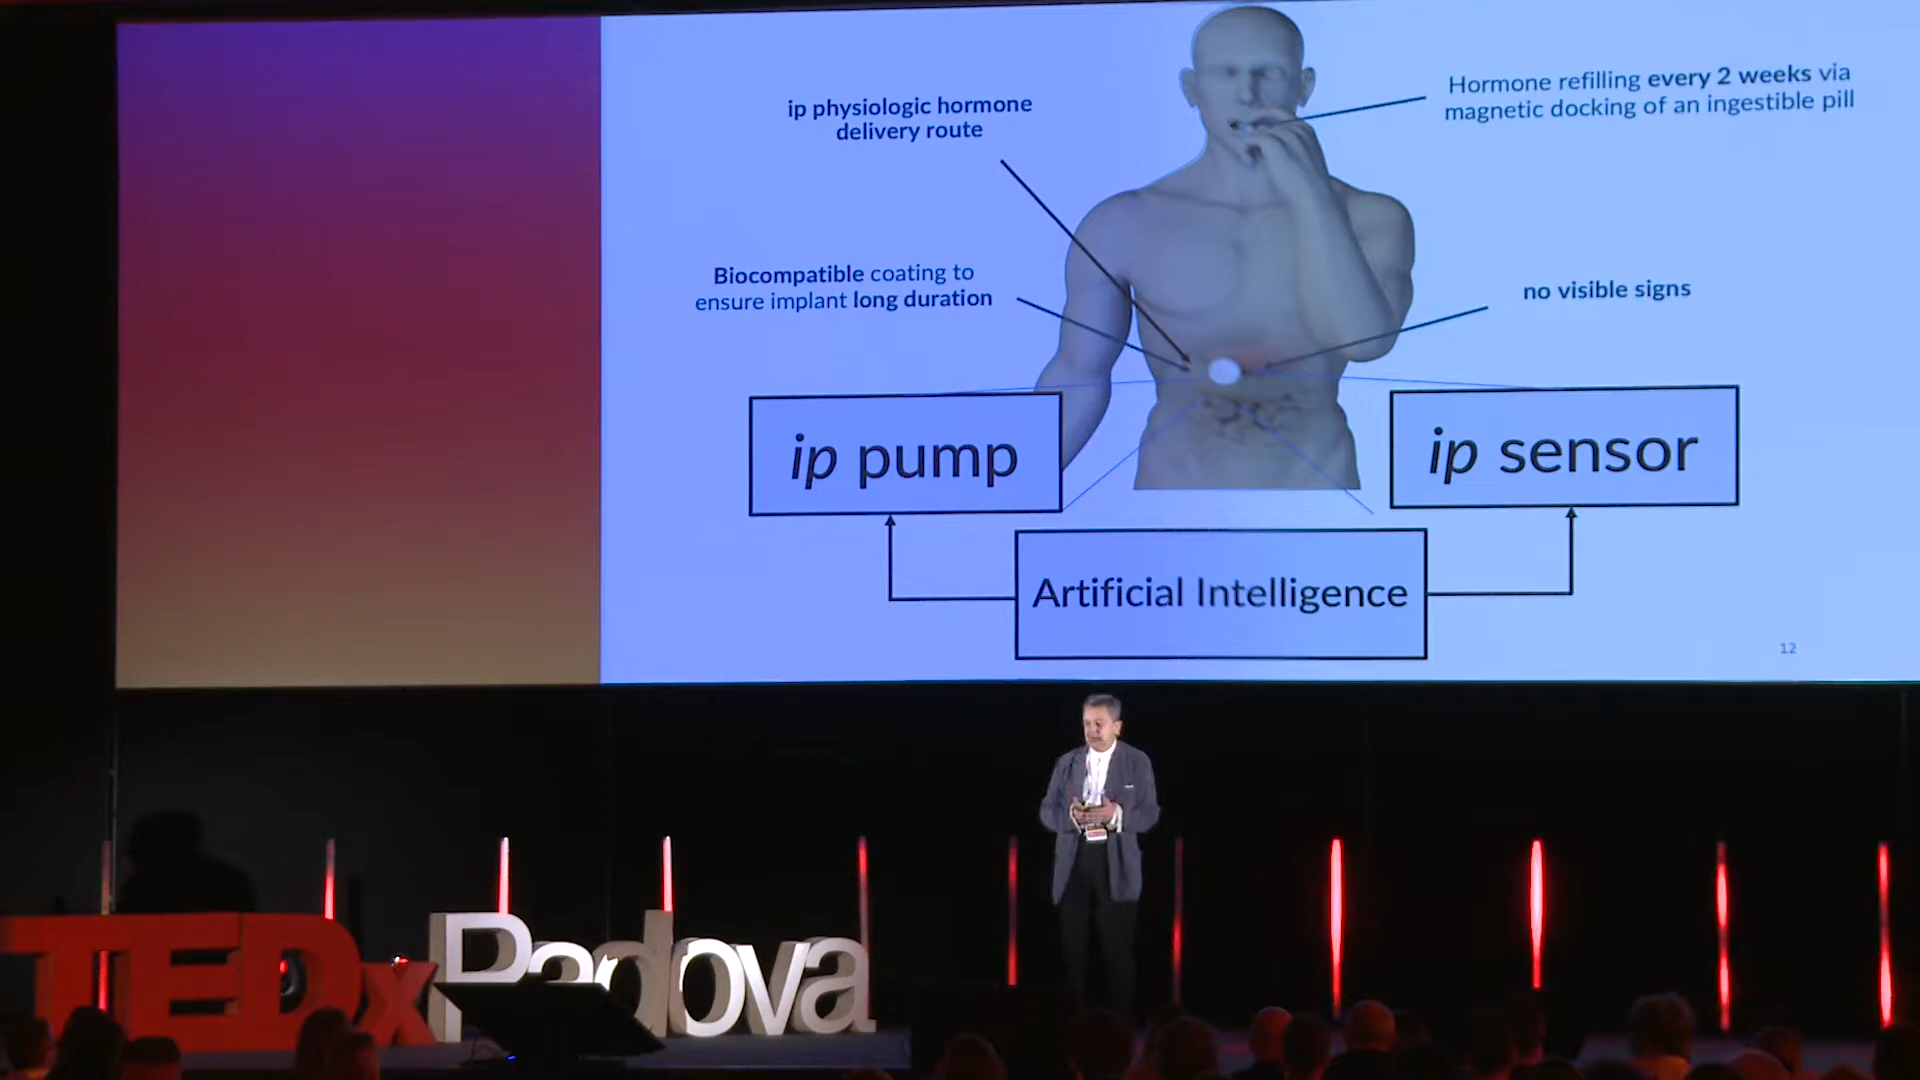 ip physiologic hormone
delivery route
Hormone refilling every 2 weeks via
magnetic docking of an ingestible pill
Biocompatible coating to
ensure implant long duration
no visible signs
ip pump
ip sensor
Artificial Intelligence
12
TEDx Padova